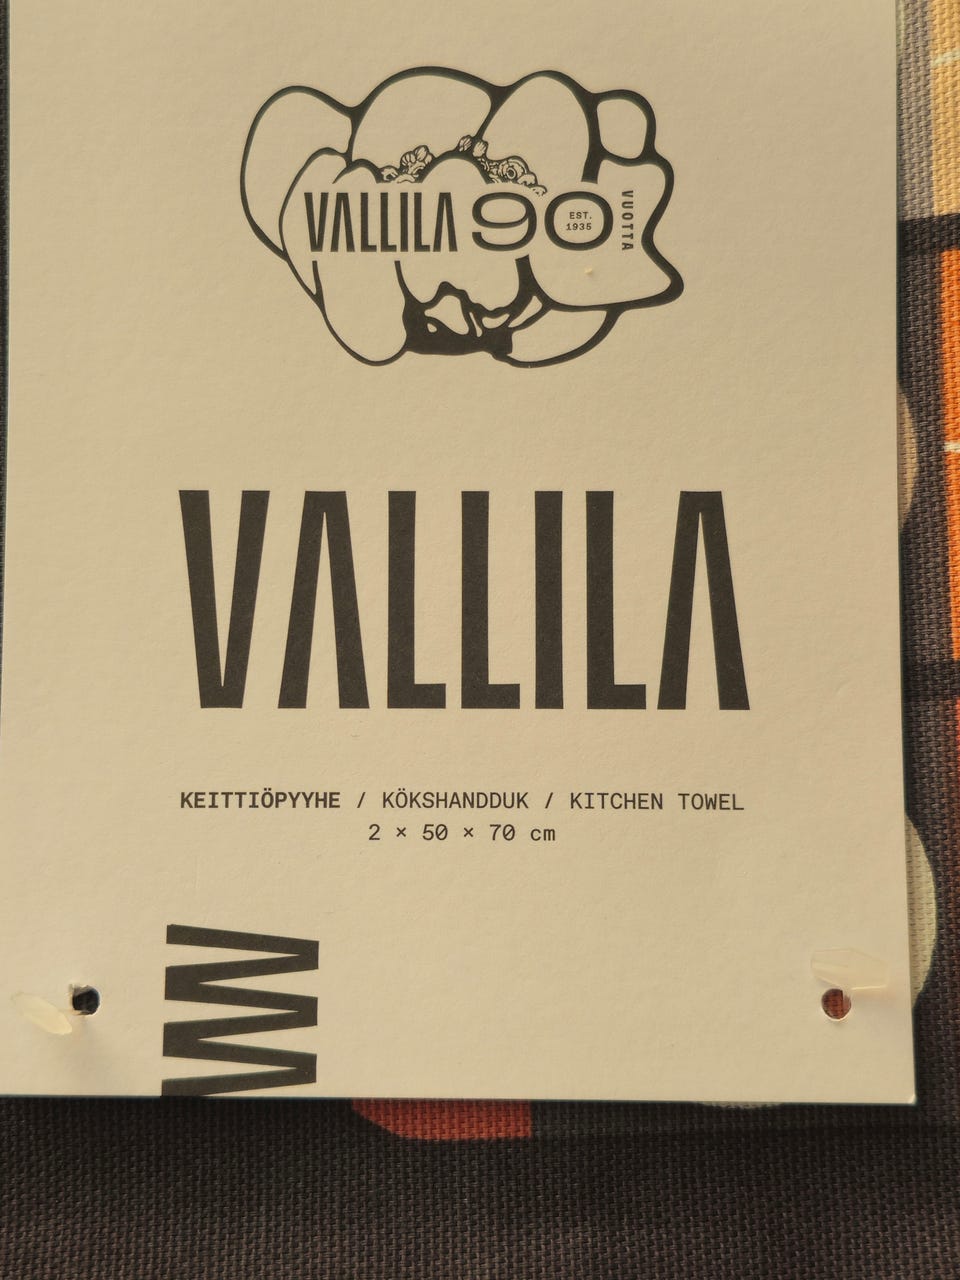 VALLILA 90 VUOTTA
EST.
1935
VALLILA
KEITTIÖPYYHE / KÖKSHANDDUK / KITCHEN TOWEL
2 × 50 × 70 cm